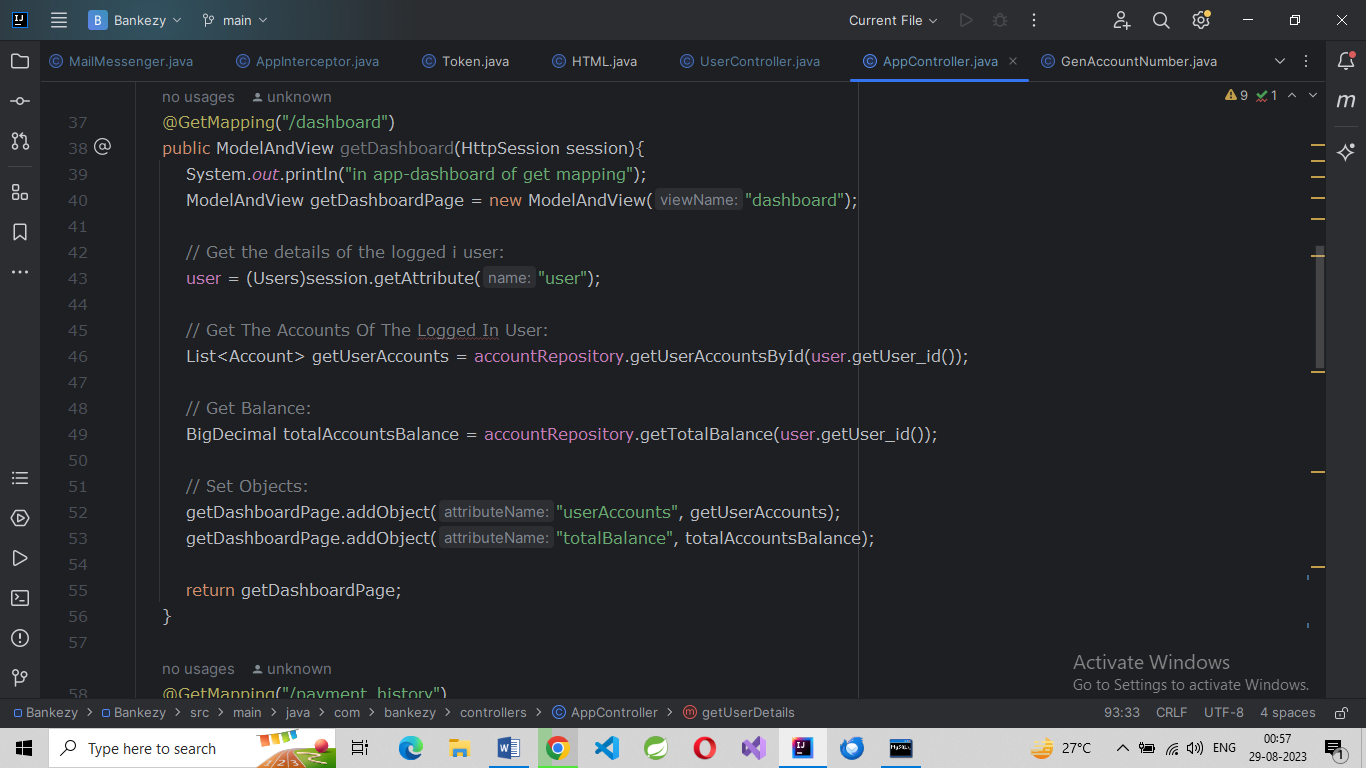 B Bankezy main Current File
MailMessenger.java AppInterceptor.java Token.java HTML.java UserController.java AppController.java GenAccountNumber.java
no usages unknown 9 1
37 @GetMapping("/dashboard")
38 public ModelAndView getDashboard(HttpSession session){
39 System.out.println("in app-dashboard of get mapping");
40 ModelAndView getDashboardPage = new ModelAndView( viewName: "dashboard");
41
42 // Get the details of the logged i user:
43 user = (Users)session.getAttribute( name: "user");
44
45 // Get The Accounts Of The Logged In User:
46 List<Account> getUserAccounts = accountRepository.getUserAccountsById(user.getUser_id());
47
48 // Get Balance:
49 BigDecimal totalAccountsBalance = accountRepository.getTotalBalance(user.getUser_id());
50
51 // Set Objects:
52 getDashboardPage.addObject( attributeName: "userAccounts", getUserAccounts);
53 getDashboardPage.addObject( attributeName: "totalBalance", totalAccountsBalance);
54
55 return getDashboardPage;
56 }
57
no usages unknown
58 @GetMapping("/payment_history")
Activate Windows
Go to Settings to activate Windows.
Bankezy > Bankezy > src > main > java > com > bankezy > controllers > AppController > getUserDetails 93:33 CRLF UTF-8 4 spaces
Type here to search 27°C ENG 00:57
29-08-2023 1